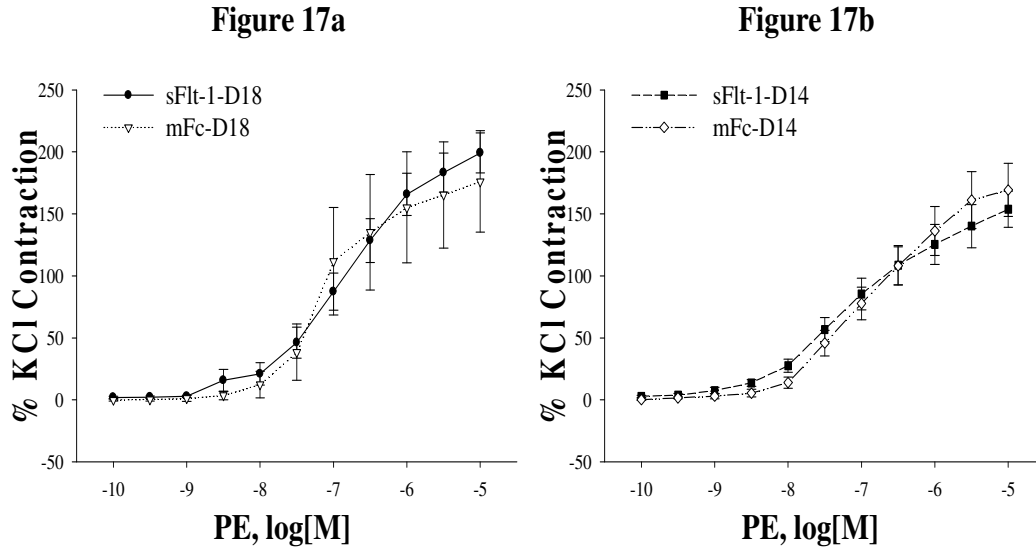 Figure 17a
Figure 17b
sFlt-1-D18
mFc-D18
% KCl Contraction
250
200
150
100
50
0
-50
-10
-9
-8
-7
-6
-5
PE, log[M]
sFlt-1-D14
mFc-D14
% KCl Contraction
250
200
150
100
50
0
-50
-10
-9
-8
-7
-6
-5
PE, log[M]